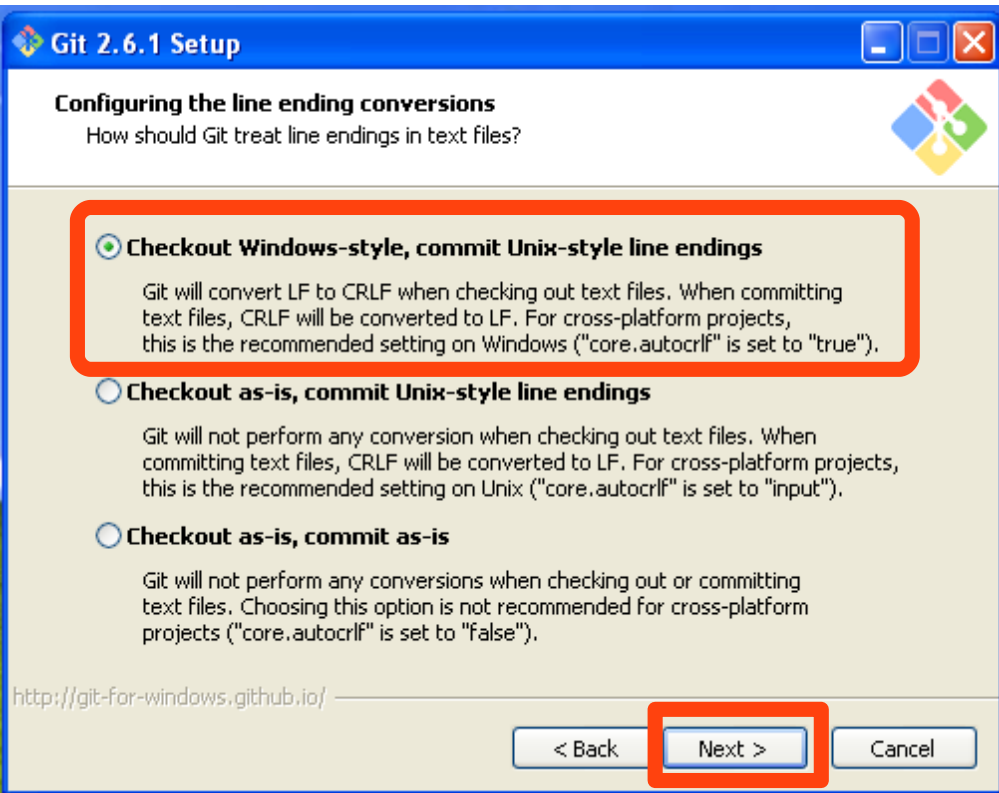 Git 2.6.1 Setup
Configuring the line ending conversions
How should Git treat line endings in text files?
Checkout Windows-style, commit Unix-style line endings
Git will convert LF to CRLF when checking out text files. When committing
text files, CRLF will be converted to LF. For cross-platform projects,
this is the recommended setting on Windows ("core.autocrlf" is set to "true").
Checkout as-is, commit Unix-style line endings
Git will not perform any conversion when checking out text files. When
committing text files, CRLF will be converted to LF. For cross-platform projects,
this is the recommended setting on Unix ("core.autocrlf" is set to "input").
Checkout as-is, commit as-is
Git will not perform any conversions when checking out or committing
text files. Choosing this option is not recommended for cross-platform
projects ("core.autocrlf" is set to "false").
http://git-for-windows.github.io/
< Back Next > Cancel